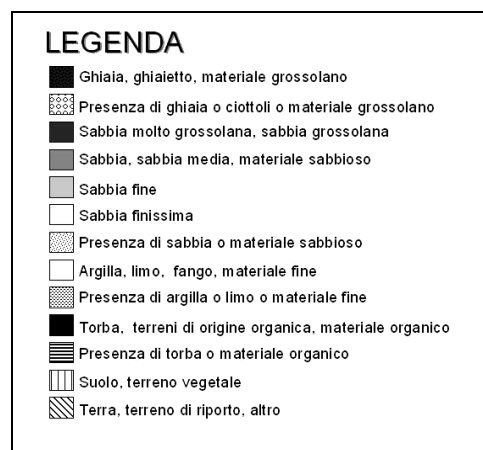 LEGENDA
Ghiaia, ghiaietto, materiale grossolano
Presenza di ghiaia o ciottoli o materiale grossolano
Sabbia molto grossolana, sabbia grossolana
Sabbia, sabbia media, materiale sabbioso
Sabbia fine
Sabbia finissima
Presenza di sabbia o materiale sabbioso
Argilla, limo, fango, materiale fine
Presenza di argilla o limo o materiale fine
Torba, terreni di origine organica, materiale organico
Presenza di torba o materiale organico
Suolo, terreno vegetale
Terra, terreno di riporto, altro